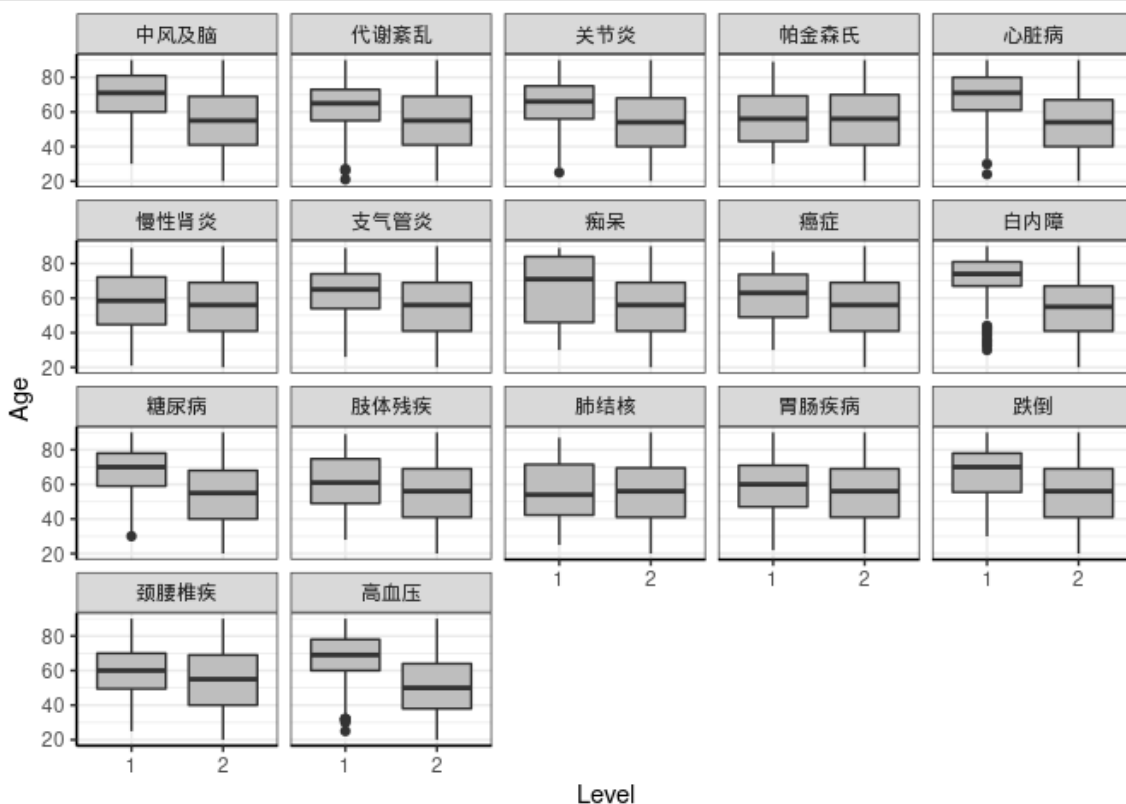 中风及脑 代谢紊乱 关节炎 帕金森氏 心脏病
80
60
40
20
慢性肾炎 支气管炎 痴呆 癌症 白内障
80
60
40
20
糖尿病 肢体残疾 肺结核 胃肠疾病 跌倒
80
60
40
20
1 2 1 2 1 2
颈腰椎疾 高血压
80
60
40
20
1 2 1 2
Age
Level